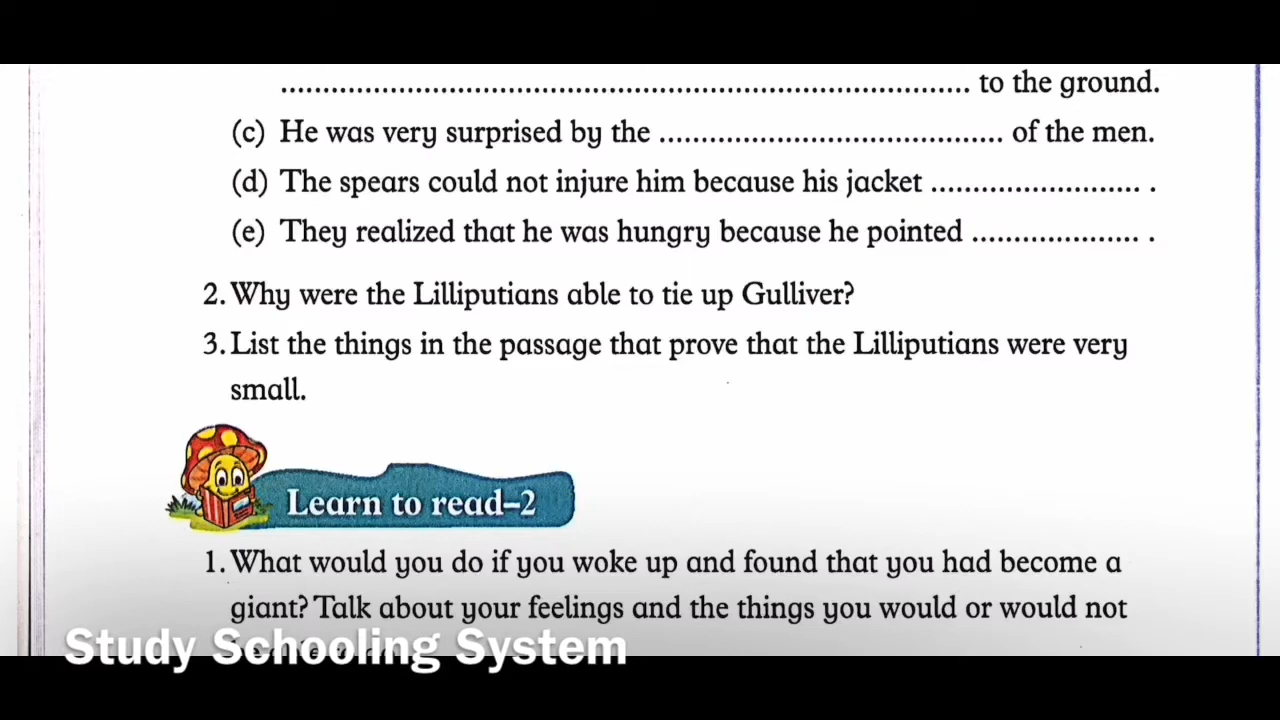 .................................................................................. to the ground.
(c) He was very surprised by the ......................................... of the men.
(d) The spears could not injure him because his jacket ......................... .
(e) They realized that he was hungry because he pointed .................... .
2. Why were the Lilliputians able to tie up Gulliver?
3. List the things in the passage that prove that the Lilliputians were very
small.
Learn to read–2
1. What would you do if you woke up and found that you had become a
giant? Talk about your feelings and the things you would or would not
Study Schooling System